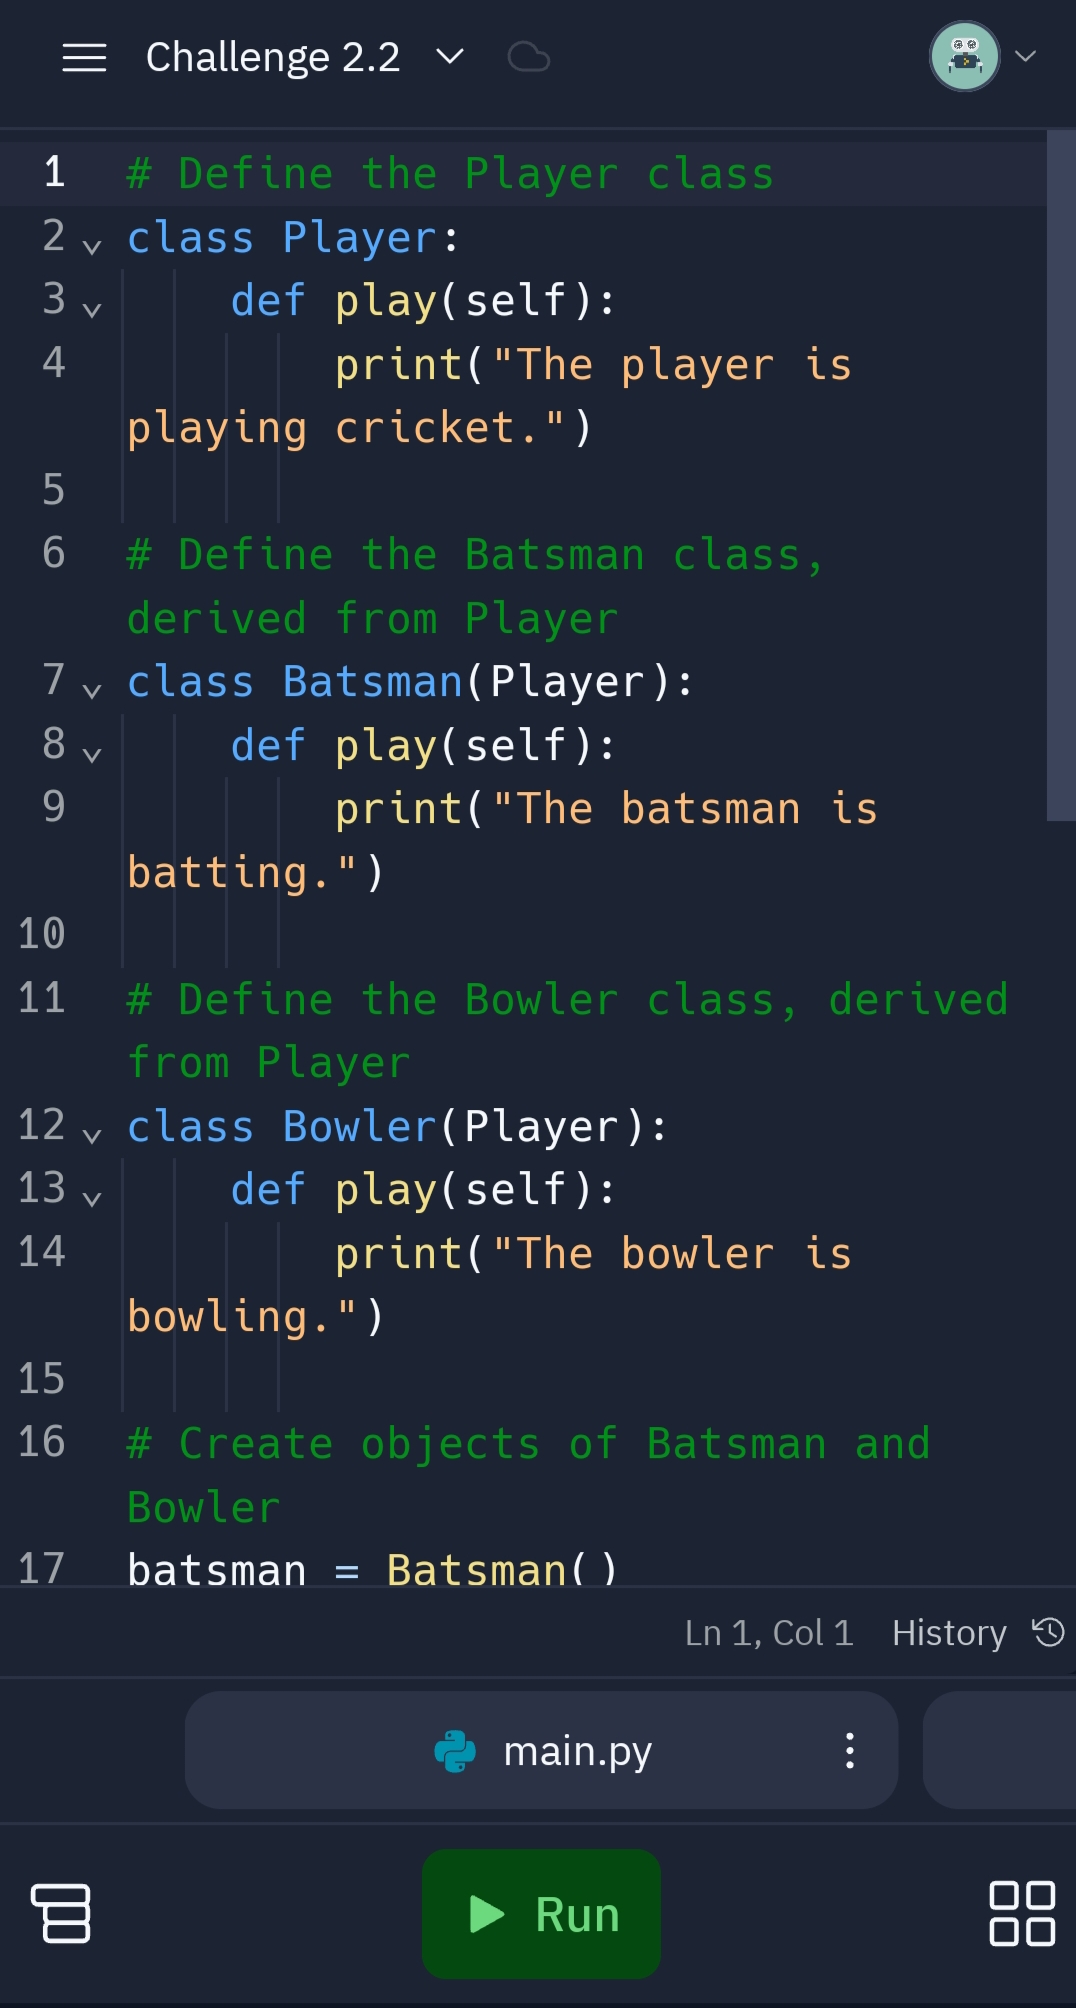 Challenge 2.2
1 # Define the Player class
2 class Player:
3 def play(self):
4 print("The player is
playing cricket.")
5
6 # Define the Batsman class,
derived from Player
7 class Batsman(Player):
8 def play(self):
9 print("The batsman is
batting.")
10
11 # Define the Bowler class, derived
from Player
12 class Bowler(Player):
13 def play(self):
14 print("The bowler is
bowling.")
15
16 # Create objects of Batsman and
Bowler
17 batsman = Batsman()
Ln 1, Col 1 History
main.py
Run